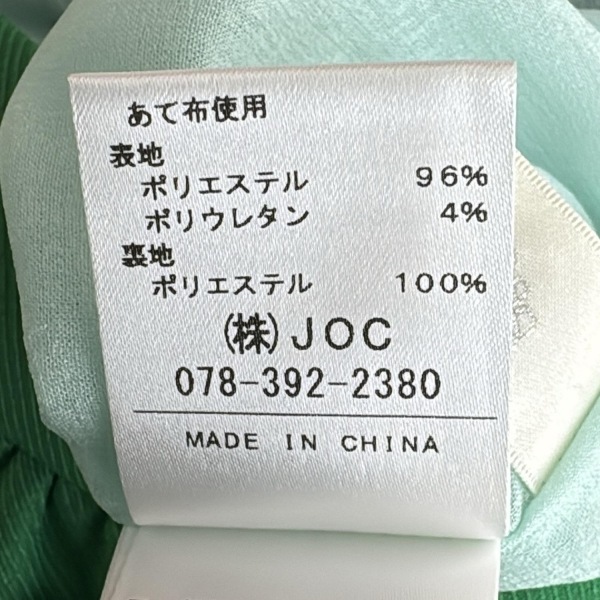 あて布使用
表地
ポリエステル 96%
ポリウレタン 4%
裏地
ポリエステル 100%
(株)JOC
078-392-2380
MADE IN CHINA